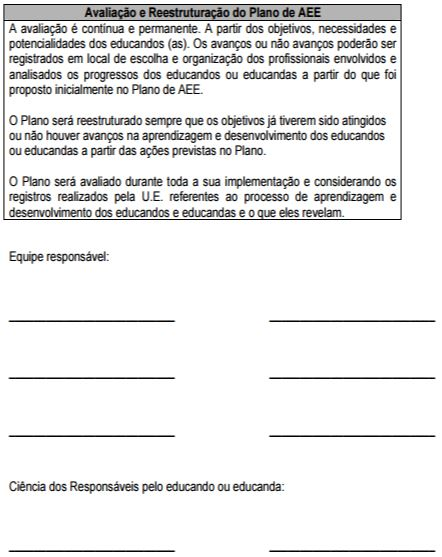 Avaliação e Reestruturação do Plano de AEE
A avaliação é contínua e permanente. A partir dos objetivos, necessidades e
potencialidades dos educandos (as). Os avanços ou não avanços poderão ser
registrados em local de escolha e organização dos profissionais envolvidos e
analisados os progressos dos educandos ou educandas a partir do que foi
proposto inicialmente no Plano de AEE.
O Plano será reestruturado sempre que os objetivos já tiverem sido atingidos
ou não houver avanços na aprendizagem e desenvolvimento dos educandos
ou educandas a partir das ações previstas no Plano.
O Plano será avaliado durante toda a sua implementação e considerando os
registros realizados pela U.E. referentes ao processo de aprendizagem e
desenvolvimento dos educandos e educandas e o que eles revelam.
Equipe responsável:
Ciência dos Responsáveis pelo educando ou educanda: